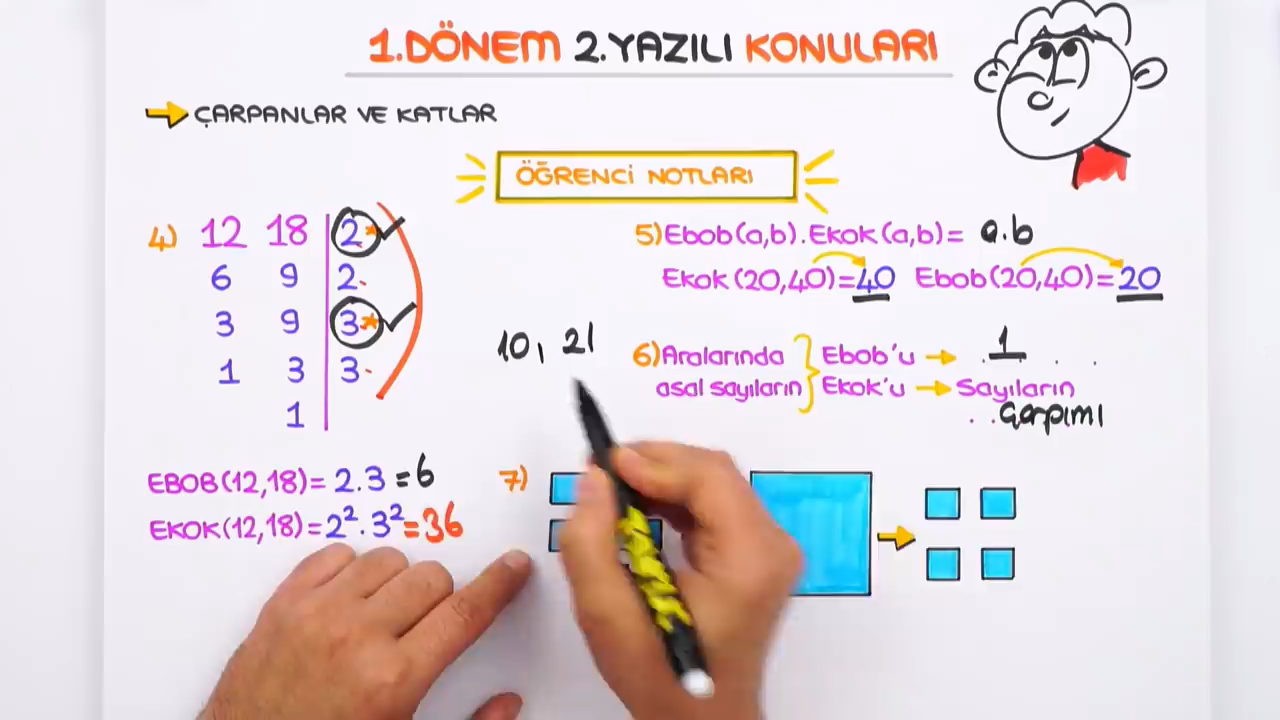 1.DÖNEM 2.YAZILI KONULARI
ÇARPANLAR VE KATLAR
ÖĞRENCİ NOTLARI
4) 12 18 2
6 9 2
3 9 3
1 3 3
1
EBOB(12,18)= 2.3 =6
EKOK(12,18)=2².3²=36
5)Ebob(a,b).Ekok(a,b)= a.b
Ekok(20,40)=40 Ebob(20,40)=20
10, 21
6)Aralarında Ebob'u 1
asal sayıların Ekok'u Sayıların
Çarpımı
7)